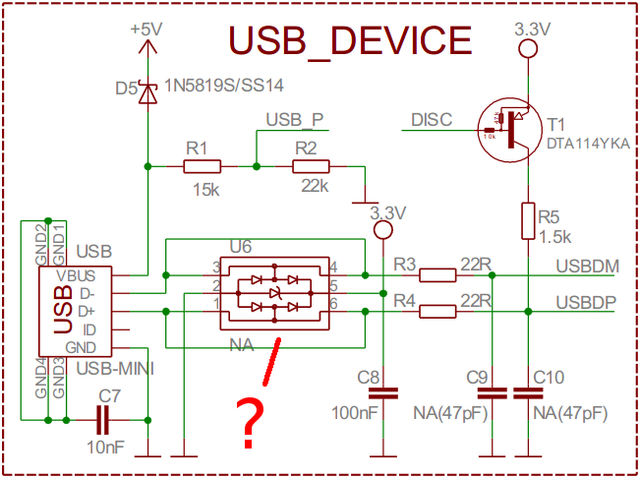 USB_DEVICE
+5V
3.3V
D5
1N5819S/SS14
USB_P
DISC
T1
DTA114YKA
47k
10k
R1
15k
R2
22k
3.3V
R5
1.5k
GND2
GND1
USB
USB
VBUS
D-
D+
ID
GND
USB-MINI
GND4
GND3
U6
3
2
1
4
5
6
NA
R3
22R
USBDM
R4
22R
USBDP
C7
10nF
?
C8
100nF
C9
NA(47pF)
C10
NA(47pF)